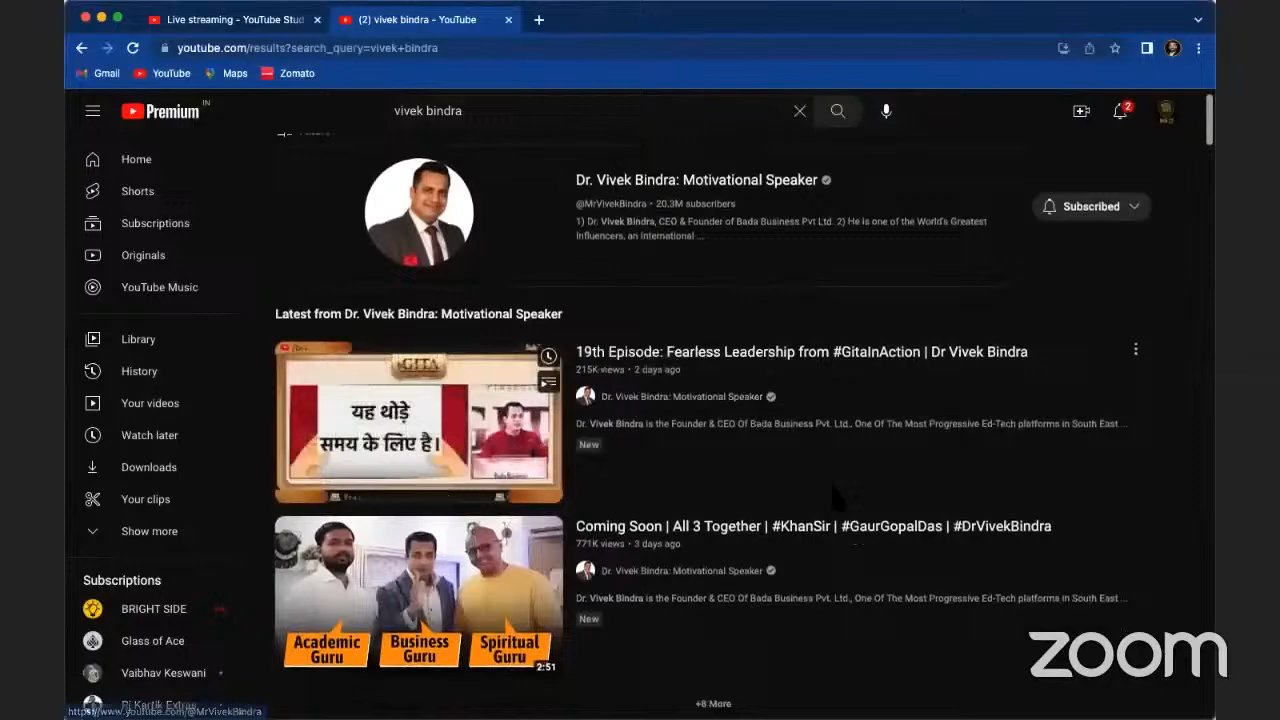 Live streaming - YouTube Stud
(2) vivek bindra - YouTube
youtube.com/results?search_query=vivek+bindra
Gmail
YouTube
Maps
Zomato
Premium IN
vivek bindra
2
Home
Shorts
Subscriptions
Originals
YouTube Music
Library
History
Your videos
Watch later
Downloads
Your clips
Show more
Subscriptions
BRIGHT SIDE
Glass of Ace
Vaibhav Keswani
Rj Kartik Extras
https://www.youtube.com/@MrVivekBindra
Dr. Vivek Bindra: Motivational Speaker
@MrVivekBindra • 20.3M subscribers
1) Dr. Vivek Bindra, CEO & Founder of Bada Business Pvt Ltd. 2) He is one of the World's Greatest
Influencers, an international ...
Subscribed
Latest from Dr. Vivek Bindra: Motivational Speaker
GITA
यह थोड़े
समय के लिए है।
Bada Business
19th Episode: Fearless Leadership from #GitaInAction | Dr Vivek Bindra
215K views • 2 days ago
Dr. Vivek Bindra: Motivational Speaker
Dr. Vivek Bindra is the Founder & CEO Of Bada Business Pvt. Ltd., One Of The Most Progressive Ed-Tech platforms in South East ...
New
Academic
Guru
Business
Guru
Spiritual
Guru
2:51
Coming Soon | All 3 Together | #KhanSir | #GaurGopalDas | #DrVivekBindra
771K views • 3 days ago
Dr. Vivek Bindra: Motivational Speaker
Dr. Vivek Bindra is the Founder & CEO Of Bada Business Pvt. Ltd., One Of The Most Progressive Ed-Tech platforms in South East ...
New
+8 More
zoom